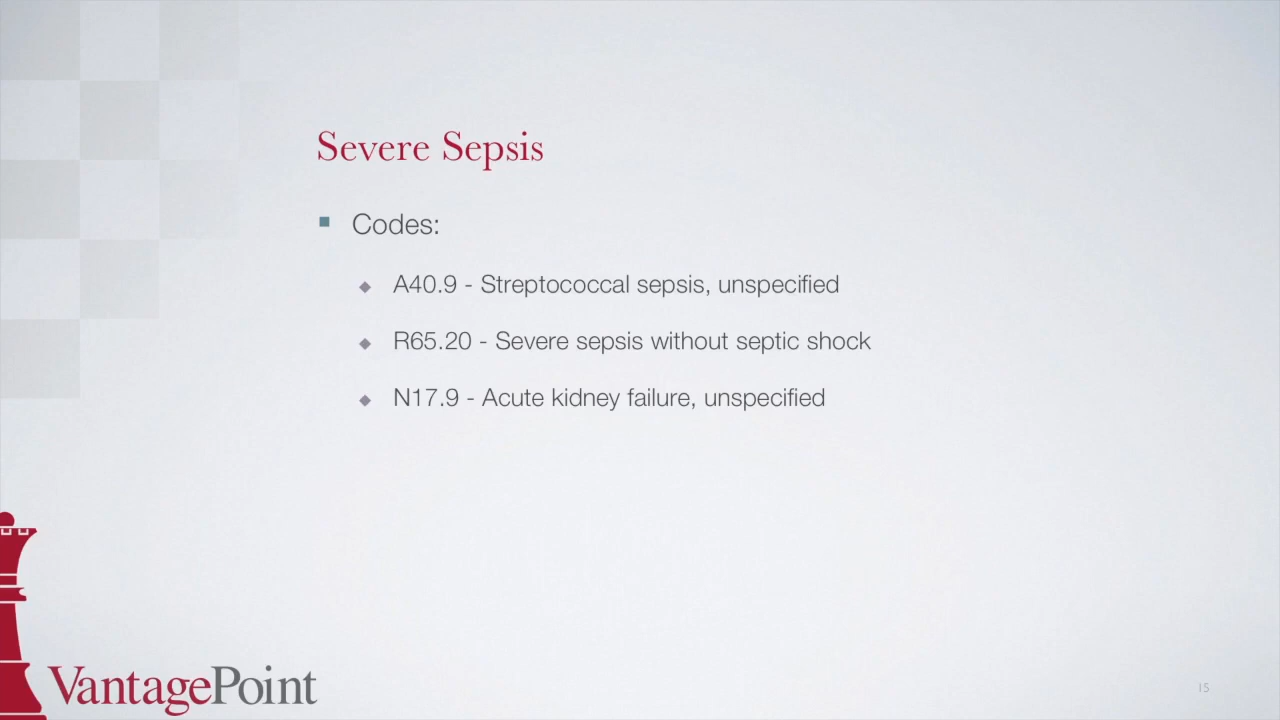 Severe Sepsis
Codes:
A40.9 - Streptococcal sepsis, unspecified
R65.20 - Severe sepsis without septic shock
N17.9 - Acute kidney failure, unspecified
VantagePoint
15